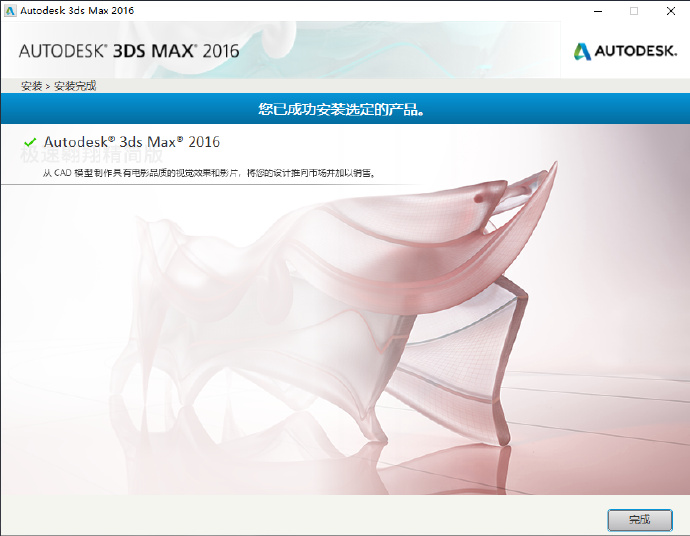 Autodesk 3ds Max 2016
AUTODESK® 3DS MAX® 2016
AUTODESK.
安装 > 安装完成
您已成功安装选定的产品。
Autodesk® 3ds Max® 2016
极速翱翔精简版
从 CAD 模型制作具有电影品质的视觉效果和影片，将您的设计推向市场并加以销售。
完成